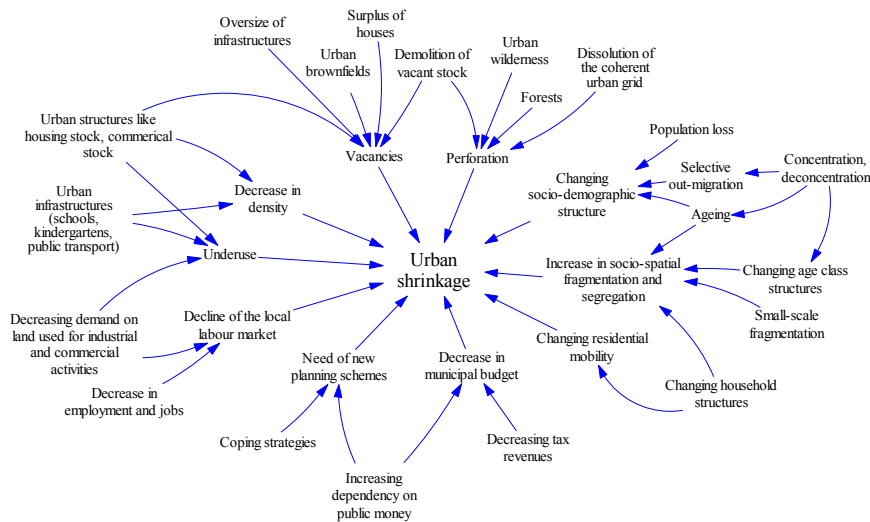 Oversize of
infrastructures
Surplus of
houses
Urban
brownfields
Demolition of
vacant stock
Urban
wilderness
Dissolution of
the coherent
urban grid
Forests
Urban structures like
housing stock, commerical
stock
Vacancies
Perforation
Population loss
Selective
out-migration
Concentration,
deconcentration
Changing
socio-demographic
structure
Ageing
Urban
infrastructures
(schools,
kindergartens,
public transport)
Decrease in
density
Underuse
Urban
shrinkage
Increase in socio-spatial
fragmentation and
segregation
Changing age class
structures
Small-scale
fragmentation
Decreasing demand on
land used for industrial
and commercial
activities
Decline of the local
labour market
Need of new
planning schemes
Decrease in
municipal budget
Changing residential
mobility
Changing household
structures
Decrease in
employment and jobs
Coping strategies
Increasing
dependency on
public money
Decreasing tax
revenues